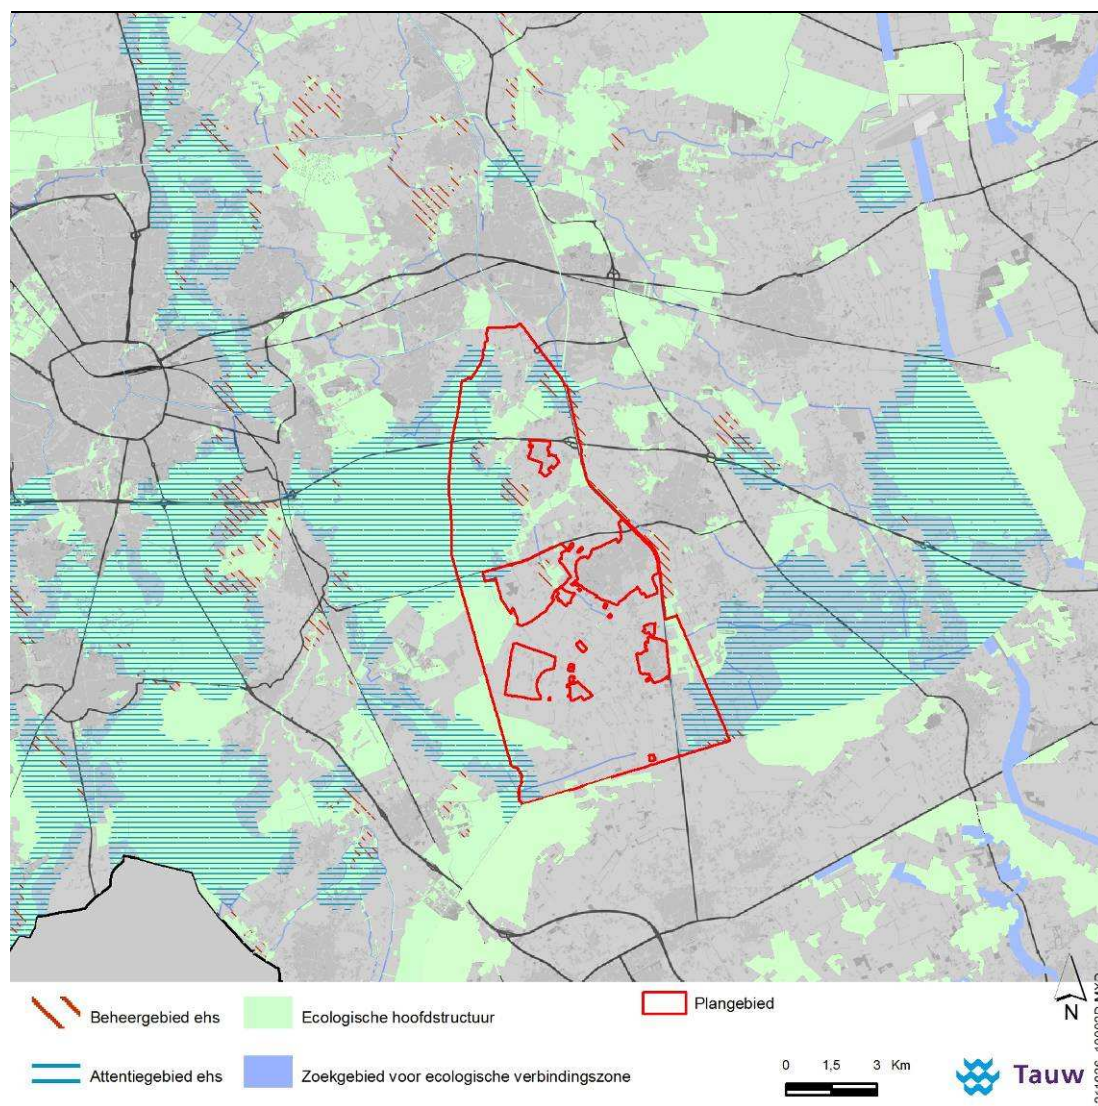 Beheergebied ehs
Ecologische hoofdstructuur
Plangebied
N
Attentiegebied ehs
Zoekgebied voor ecologische verbindingszone
0 1,5 3 Km
Tauw